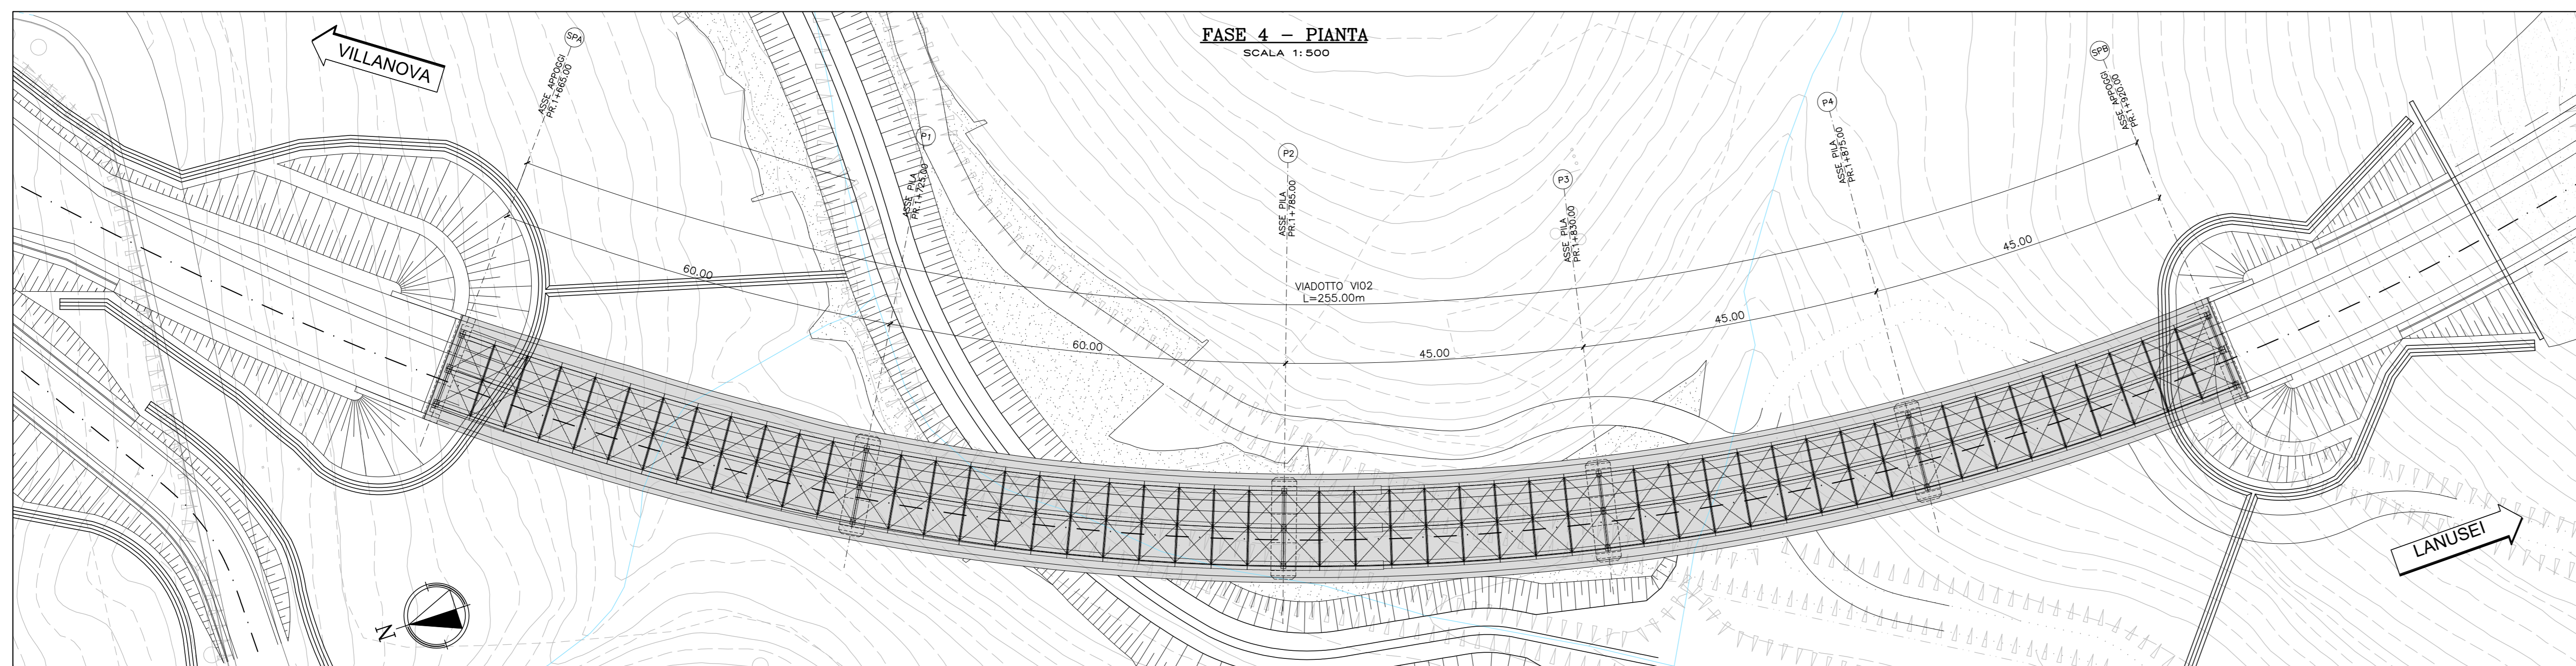 FASE 4 - PIANTA
SCALA 1:500
VILLANOVA
SPA
ASSE APPOGGI
PR.1+665.00
P1
ASSE PILA
PR.1+725.00
P2
ASSE PILA
PR.1+785.00
P3
ASSE PILA
PR.1+830.00
P4
ASSE PILA
PR.1+875.00
SPB
ASSE APPOGGI
PR.1+920.00
60.00
60.00
VIADOTTO VI02
L=255.00m
45.00
45.00
45.00
N
LANUSEI